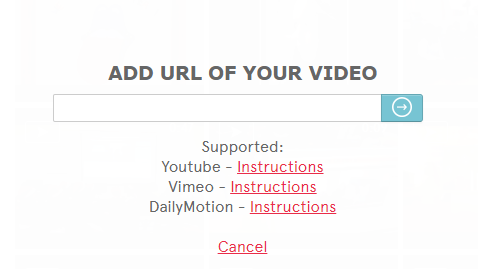 ADD URL OF YOUR VIDEO
Supported:
Youtube - Instructions
Vimeo - Instructions
DailyMotion - Instructions
Cancel